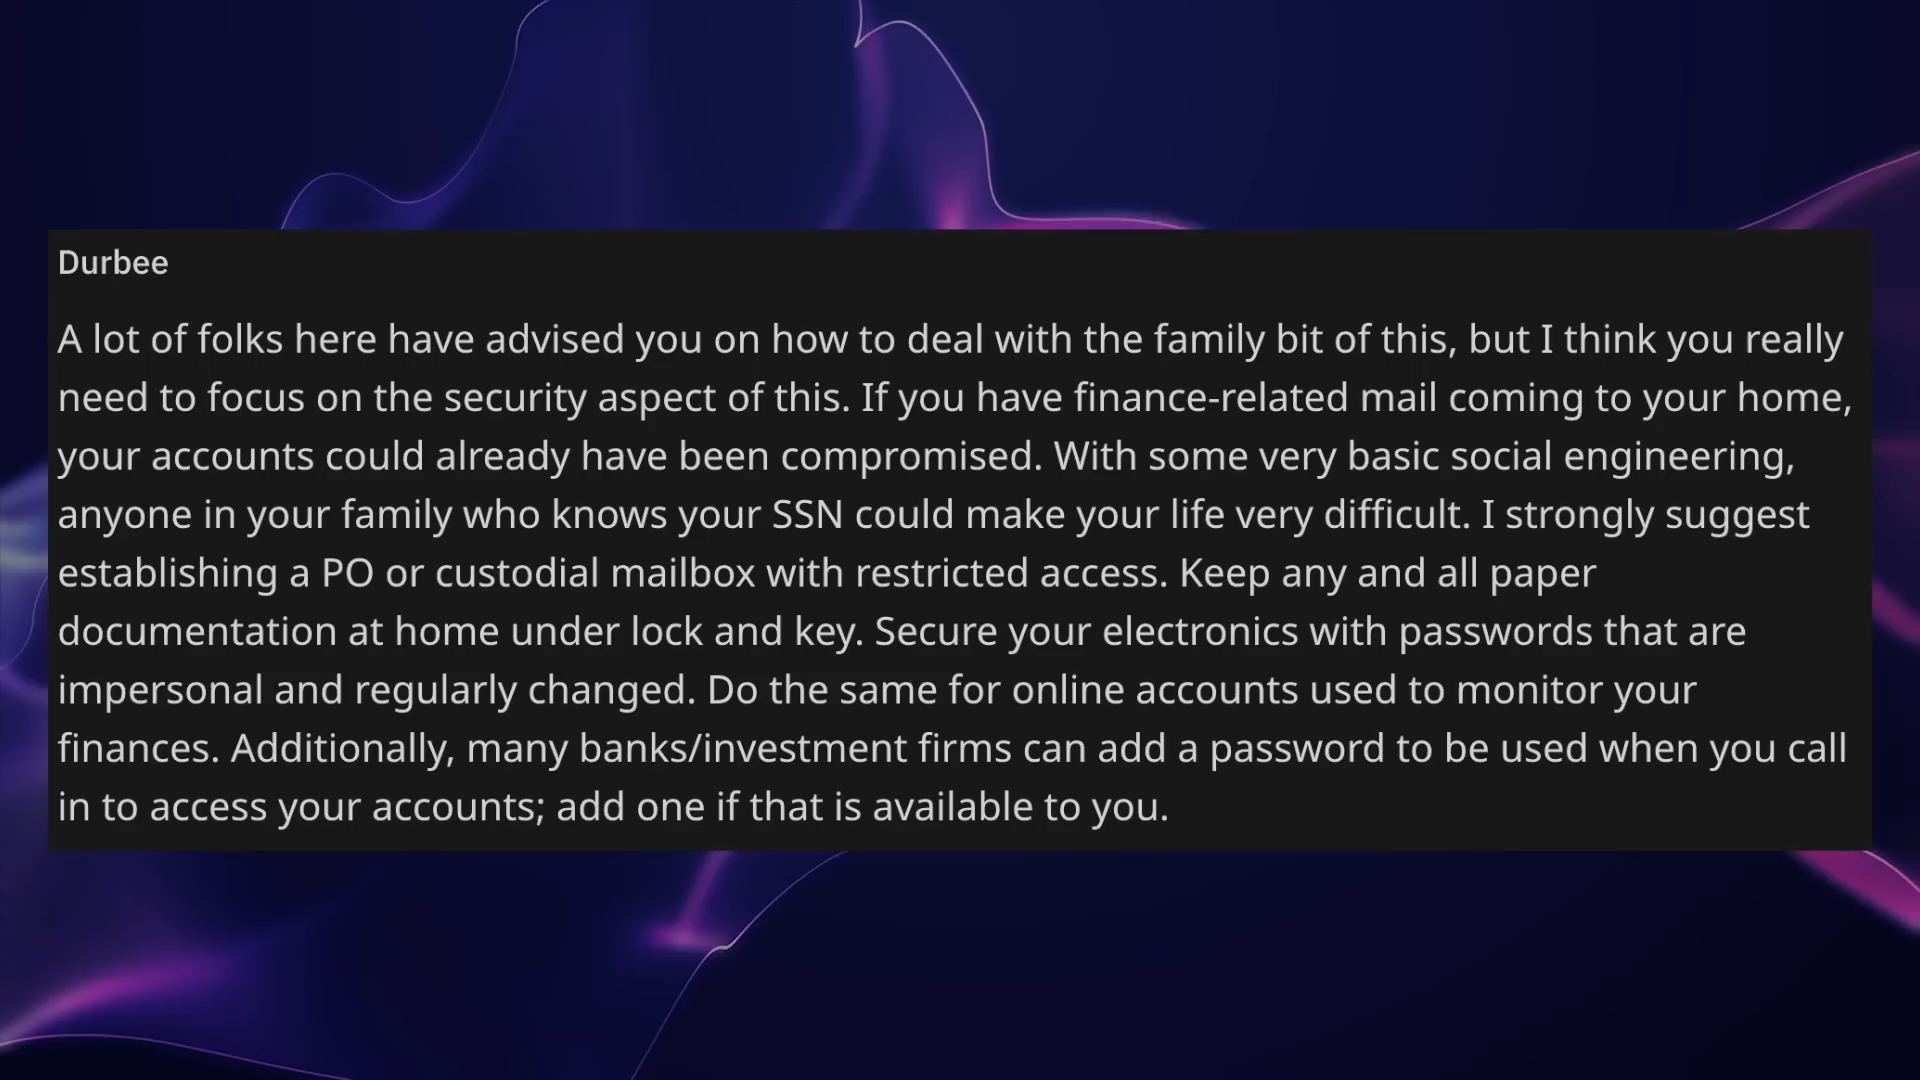 Durbee
A lot of folks here have advised you on how to deal with the family bit of this, but I think you really
need to focus on the security aspect of this. If you have finance-related mail coming to your home,
your accounts could already have been compromised. With some very basic social engineering,
anyone in your family who knows your SSN could make your life very difficult. I strongly suggest
establishing a PO or custodial mailbox with restricted access. Keep any and all paper
documentation at home under lock and key. Secure your electronics with passwords that are
impersonal and regularly changed. Do the same for online accounts used to monitor your
finances. Additionally, many banks/investment firms can add a password to be used when you call
in to access your accounts; add one if that is available to you.